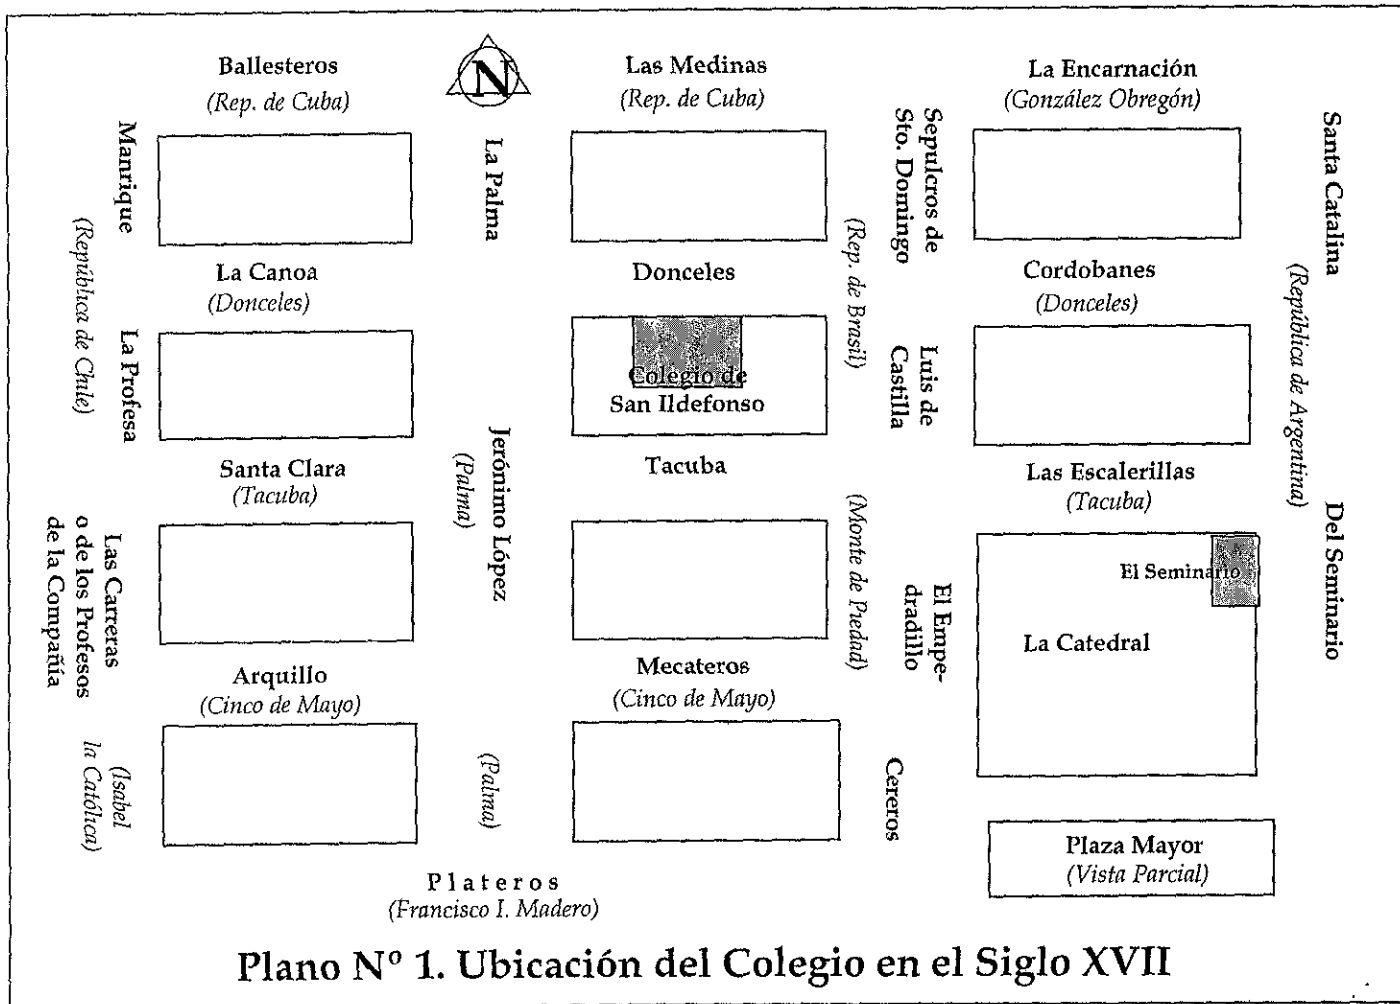 Ballesteros
(Rep. de Cuba)
N
Las Medinas
(Rep. de Cuba)
La Encarnación
(González Obregón)
Manrique
(República de Chile)
La Palma
Sepulcros de
Sto. Domingo
(Rep. de Brasil)
Santa Catalina
(República de Argentina)
La Canoa
(Donceles)
Donceles
Cordobanes
(Donceles)
La Profesa
Colegio de
San Ildefonso
Luis de
Castilla
Santa Clara
(Tacuba)
Jerónimo López
(Palma)
Tacuba
Las Escalerillas
(Tacuba)
Las Carreras
o de los Profesos
de la Compañía
(Monte de Piedad)
El Empe-
dradillo
El Seminario
La Catedral
Del Seminario
Arquillo
(Cinco de Mayo)
Mecateros
(Cinco de Mayo)
(Isabel
la Católica)
(Palma)
Cereros
Plaza Mayor
(Vista Parcial)
Plateros
(Francisco I. Madero)
Plano Nº 1. Ubicación del Colegio en el Siglo XVII